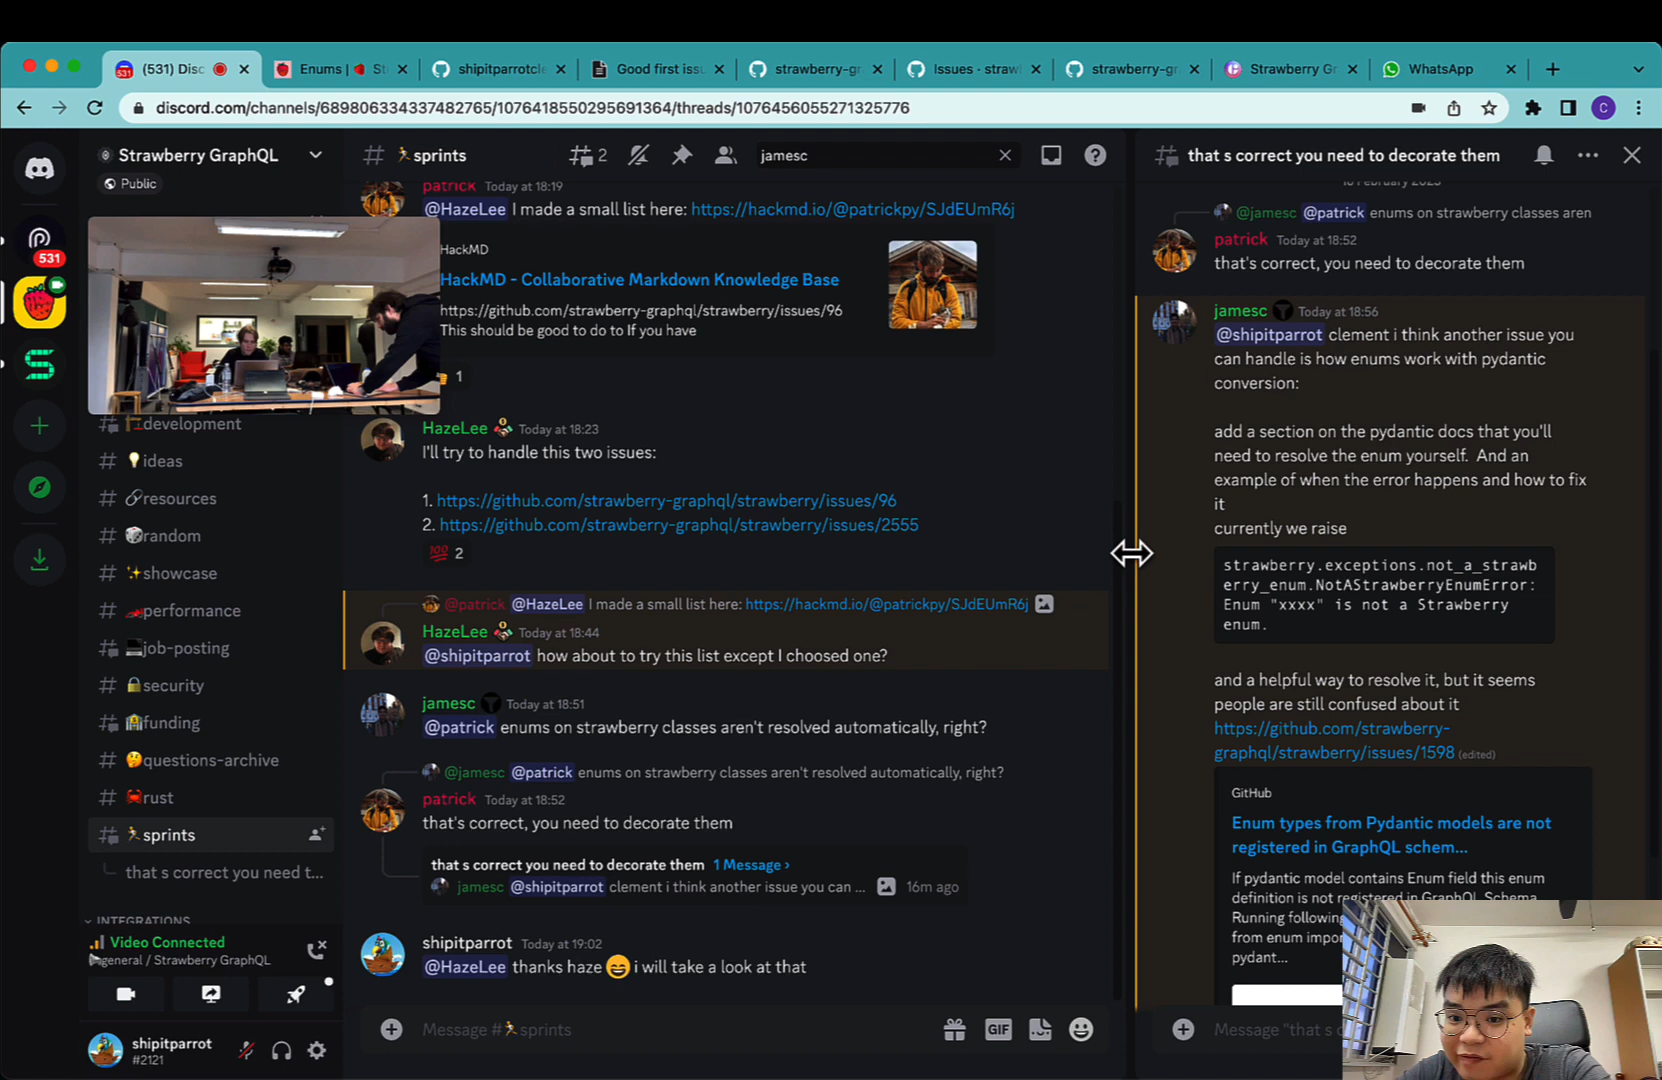 (531) Disc
Enums |
St
shipitparrotcle
Good first iss
strawberry-gr
Issues · straw
strawberry-gr
Strawberry Gr
WhatsApp
discord.com/channels/689806334337482765/1076418550295691364/threads/1076456055271325776
C
Strawberry GraphQL
Public
531
development
ideas
resources
random
showcase
performance
job-posting
security
funding
questions-archive
rust
sprints
that s correct you need t...
INTEGRATIONS
Video Connected
general / Strawberry GraphQL
shipitparrot
#2121
sprints
2
jamesc
patrick Today at 18:19
@HazeLee I made a small list here: https://hackmd.io/@patrickpy/SJdEUmR6j
HackMD
HackMD - Collaborative Markdown Knowledge Base
https://github.com/strawberry-graphql/strawberry/issues/96
This should be good to do to If you have
1
HazeLee Today at 18:23
I'll try to handle this two issues:
1. https://github.com/strawberry-graphql/strawberry/issues/96
2. https://github.com/strawberry-graphql/strawberry/issues/2555
💯 2
@patrick @HazeLee I made a small list here: https://hackmd.io/@patrickpy/SJdEUmR6j
HazeLee Today at 18:44
@shipitparrot how about to try this list except I choosed one?
jamesc Today at 18:51
@patrick enums on strawberry classes aren't resolved automatically, right?
@jamesc @patrick enums on strawberry classes aren't resolved automatically, right?
patrick Today at 18:52
that's correct, you need to decorate them
that s correct you need to decorate them 1 Message ›
jamesc @shipitparrot clement i think another issue you can ... 16m ago
shipitparrot Today at 19:02
@HazeLee thanks haze 😄 i will take a look at that
Message #🏃sprints
GIF
that s correct you need to decorate them
@jamesc @patrick enums on strawberry classes aren
patrick Today at 18:52
that's correct, you need to decorate them
jamesc Today at 18:56
@shipitparrot clement i think another issue you
can handle is how enums work with pydantic
conversion:
add a section on the pydantic docs that you'll
need to resolve the enum yourself. And an
example of when the error happens and how to fix
it
currently we raise
strawberry.exceptions.not_a_strawb
erry_enum.NotAStrawberryEnumError:
Enum "xxxx" is not a Strawberry
enum.
and a helpful way to resolve it, but it seems
people are still confused about it
https://github.com/strawberry-
graphql/strawberry/issues/1598 (edited)
GitHub
Enum types from Pydantic models are not
registered in GraphQL schem...
If pydantic model contains Enum field this enum
definition is not registered in GraphQL Schema
Running following
from enum impor
pydant...
Message "that s c